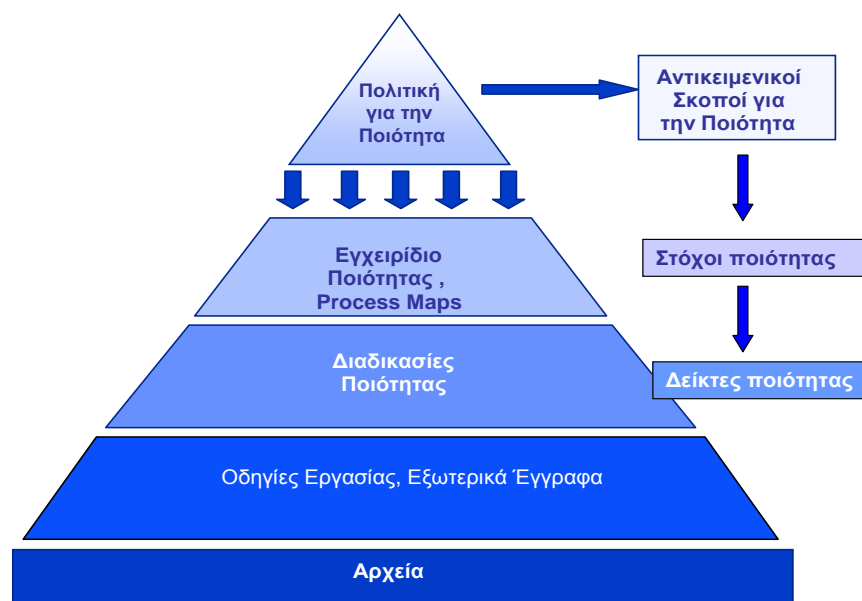 Πολιτική
για την
Ποιότητα
Αντικειμενικοί
Σκοποί για
την Ποιότητα
Εγχειρίδιο
Ποιότητας ,
Process Maps
Στόχοι ποιότητας
Διαδικασίες
Ποιότητας
Δείκτες ποιότητας
Οδηγίες Εργασίας, Εξωτερικά Έγγραφα
Αρχεία